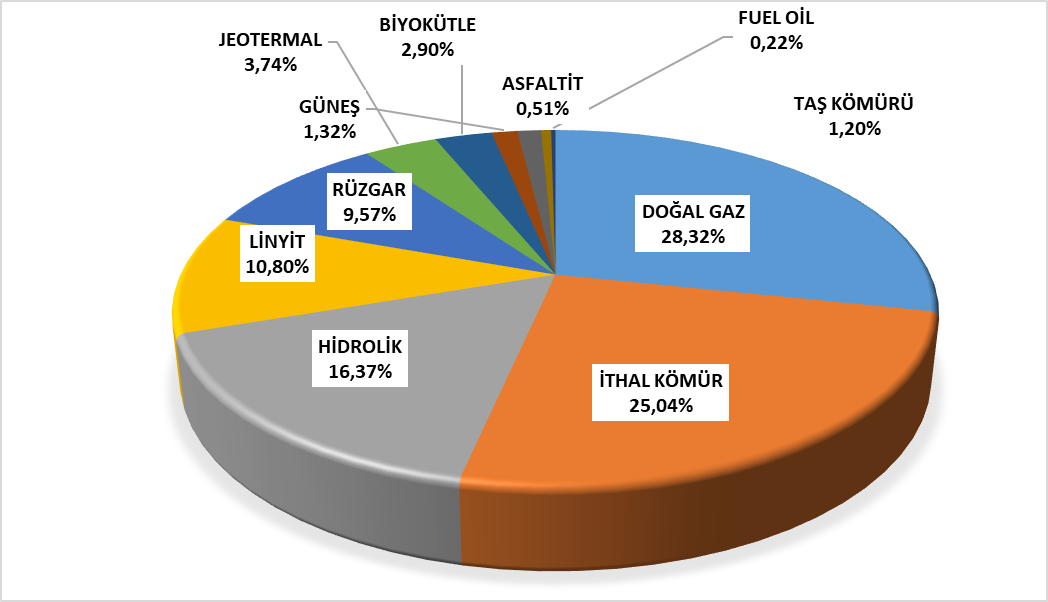 BİYOKÜTLE
2,90%
FUEL OİL
0,22%
JEOTERMAL
3,74%
ASFALTİT
0,51%
GÜNEŞ
1,32%
TAŞ KÖMÜRÜ
1,20%
RÜZGAR
9,57%
DOĞAL GAZ
28,32%
LİNYİT
10,80%
HİDROLİK
16,37%
İTHAL KÖMÜR
25,04%